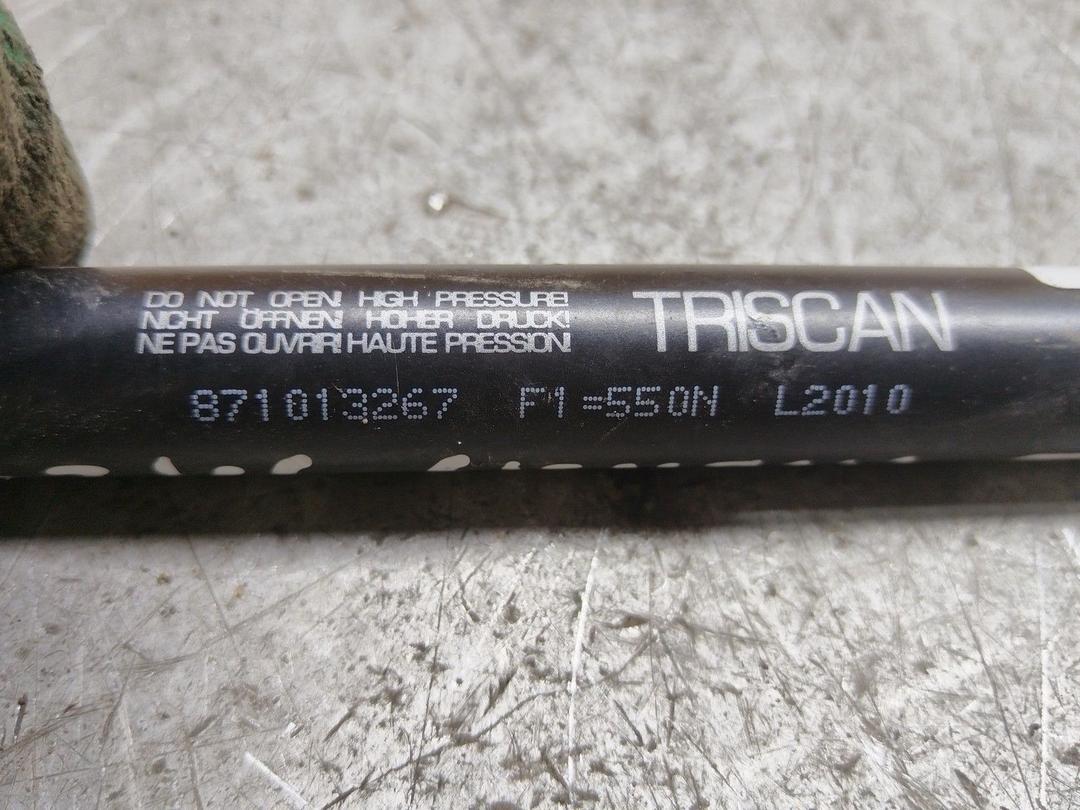 DO NOT OPEN! HIGH PRESSURE!
NICHT ÖFFNEN! HOHER DRUCK!
NE PAS OUVRIR! HAUTE PRESSION!
TRISCAN
871013267 F1=550N L2010